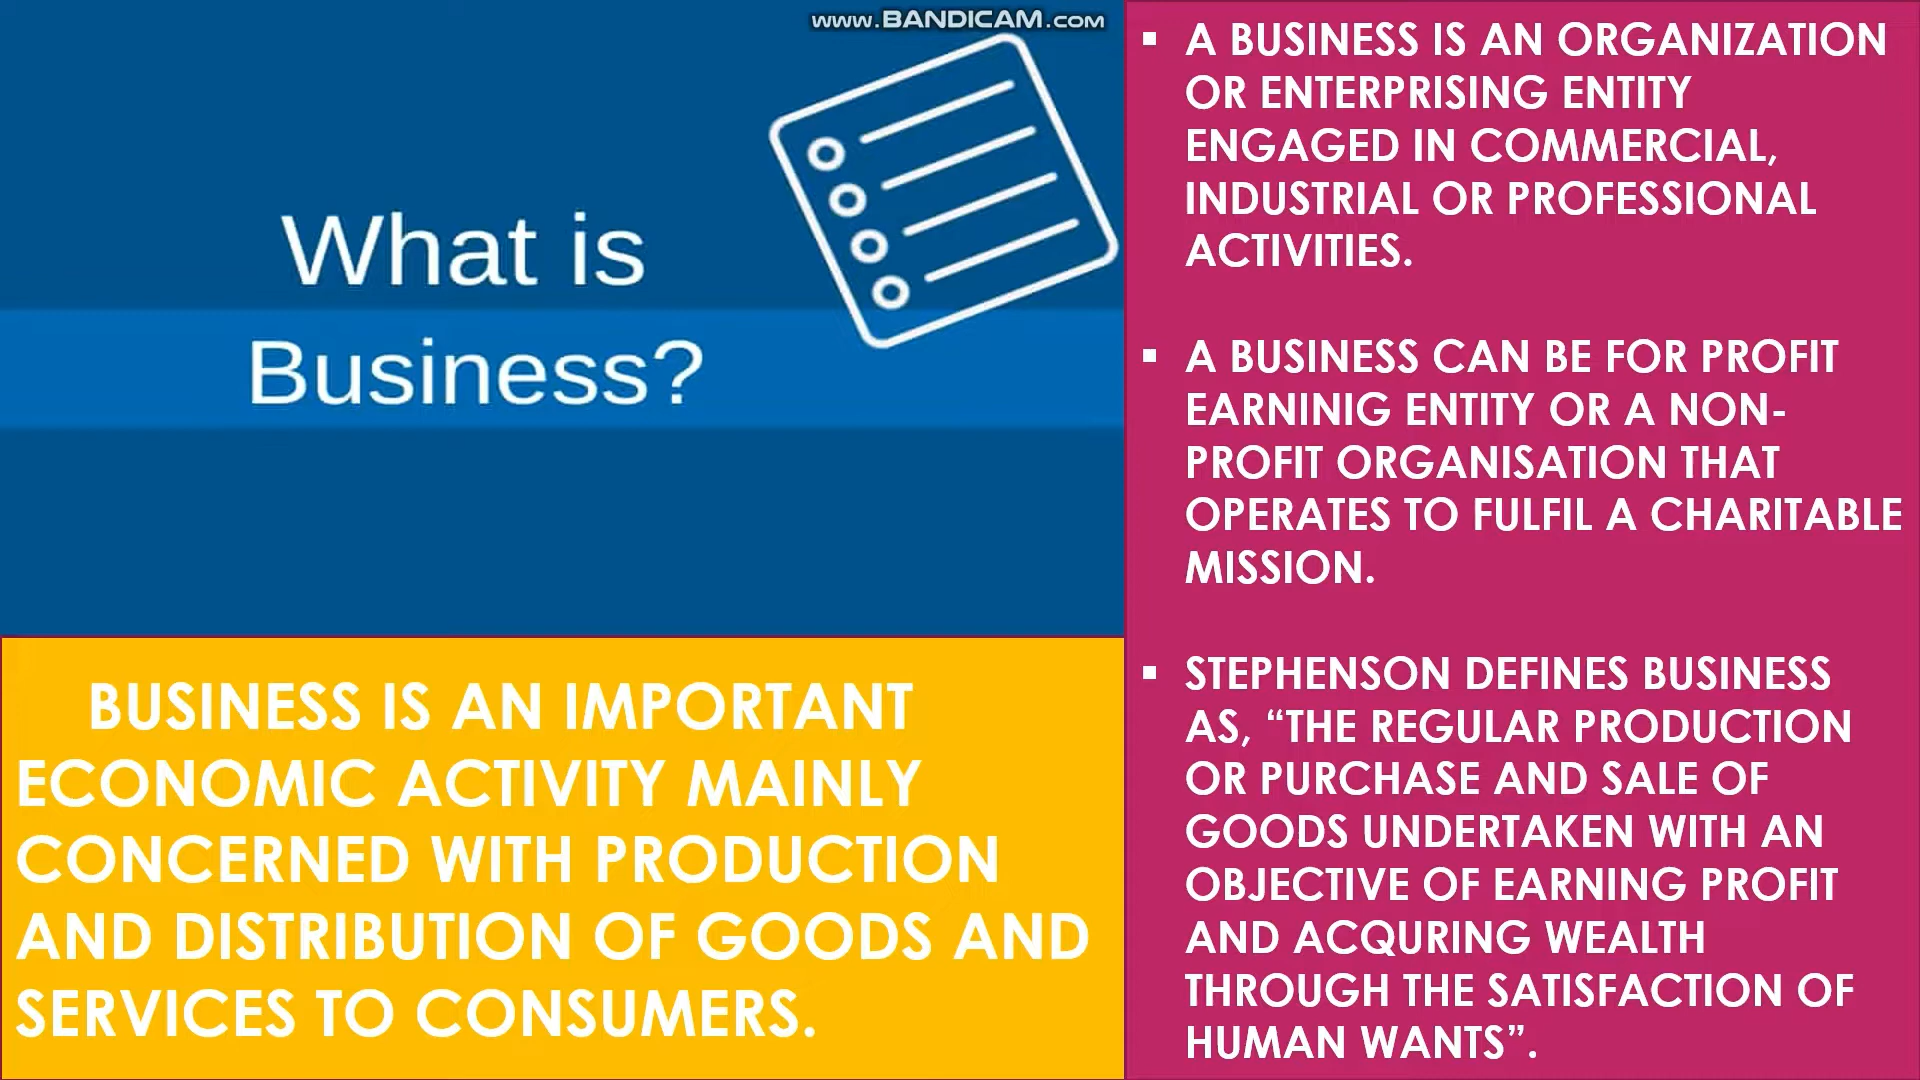 www.BANDICAM.com
What is
Business?
BUSINESS IS AN IMPORTANT
ECONOMIC ACTIVITY MAINLY
CONCERNED WITH PRODUCTION
AND DISTRIBUTION OF GOODS AND
SERVICES TO CONSUMERS.
▪ A BUSINESS IS AN ORGANIZATION
OR ENTERPRISING ENTITY
ENGAGED IN COMMERCIAL,
INDUSTRIAL OR PROFESSIONAL
ACTIVITIES.
▪ A BUSINESS CAN BE FOR PROFIT
EARNINIG ENTITY OR A NON-
PROFIT ORGANISATION THAT
OPERATES TO FULFIL A CHARITABLE
MISSION.
▪ STEPHENSON DEFINES BUSINESS
AS, “THE REGULAR PRODUCTION
OR PURCHASE AND SALE OF
GOODS UNDERTAKEN WITH AN
OBJECTIVE OF EARNING PROFIT
AND ACQURING WEALTH
THROUGH THE SATISFACTION OF
HUMAN WANTS”.